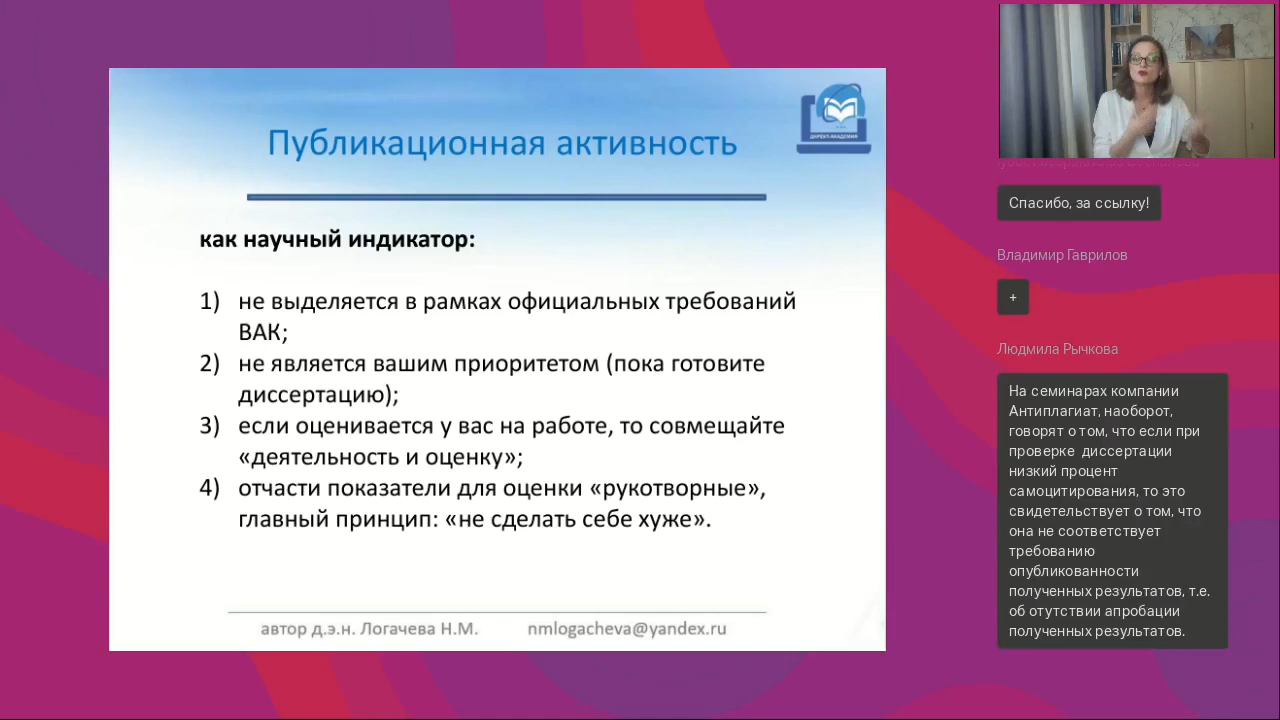 Публикационная активность
ДИРЕКТ-АКАДЕМИЯ
как научный индикатор:
1) не выделяется в рамках официальных требований
ВАК;
2) не является вашим приоритетом (пока готовите
диссертацию);
3) если оценивается у вас на работе, то совмещайте
«деятельность и оценку»;
4) отчасти показатели для оценки «рукотворные»,
главный принцип: «не сделать себе хуже».
автор д.э.н. Логачева Н.М. nmlogacheva@yandex.ru
Спасибо, за ссылку!
Владимир Гаврилов
+
Людмила Рычкова
На семинарах компании
Антиплагиат, наоборот,
говорят о том, что если при
проверке диссертации
низкий процент
самоцитирования, то это
свидетельствует о том, что
она не соответствует
требованию
опубликованности
полученных результатов, т.е.
об отутствии апробации
полученных результатов.